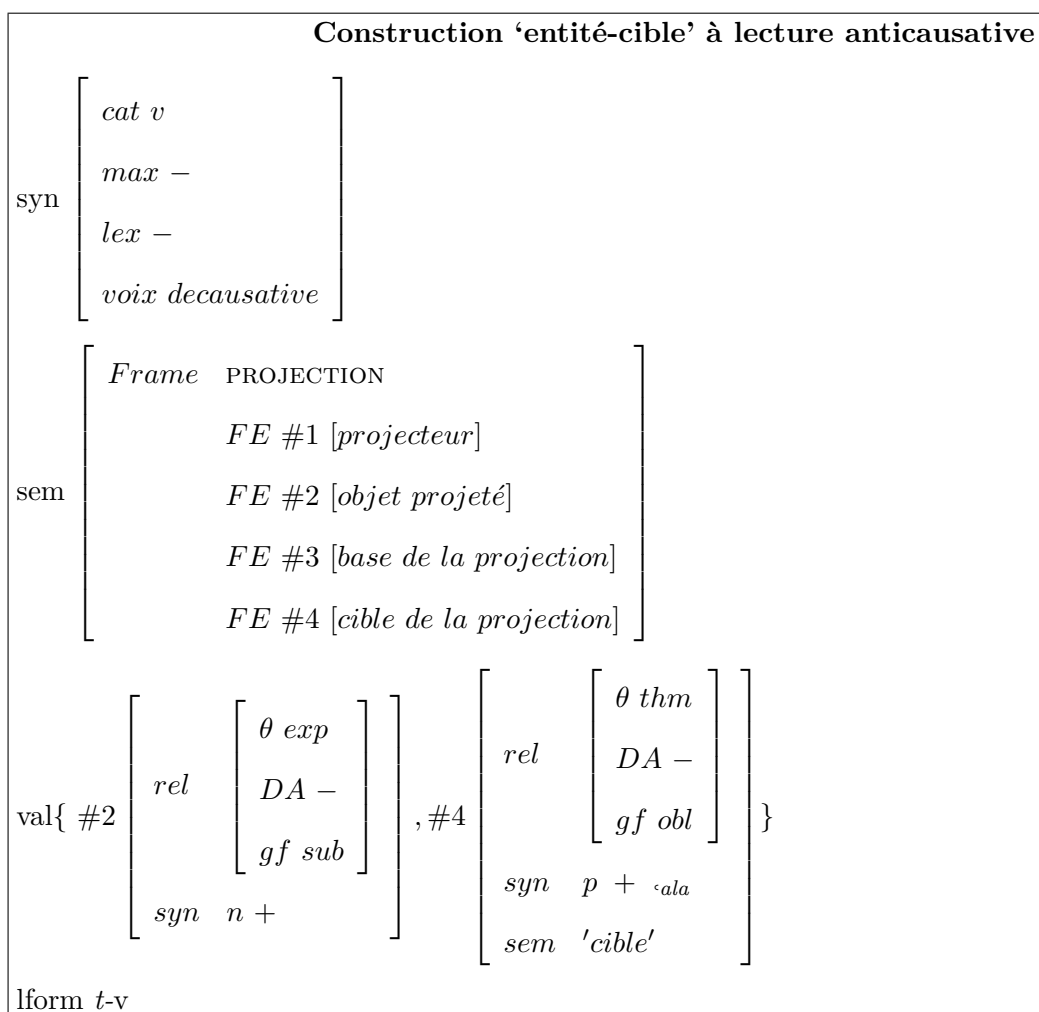 Construction ‘entité-cible’ à lecture anticausative
syn
cat v
max −
lex −
voix decausative
sem
Frame PROJECTION
FE #1 [projecteur]
FE #2 [objet projeté]
FE #3 [base de la projection]
FE #4 [cible de la projection]
val{ #2
rel
θ exp
DA −
gf sub
syn n +
, #4
rel
θ thm
DA −
gf obl
syn p + ʿala
sem 'cible'
}
lform t-v